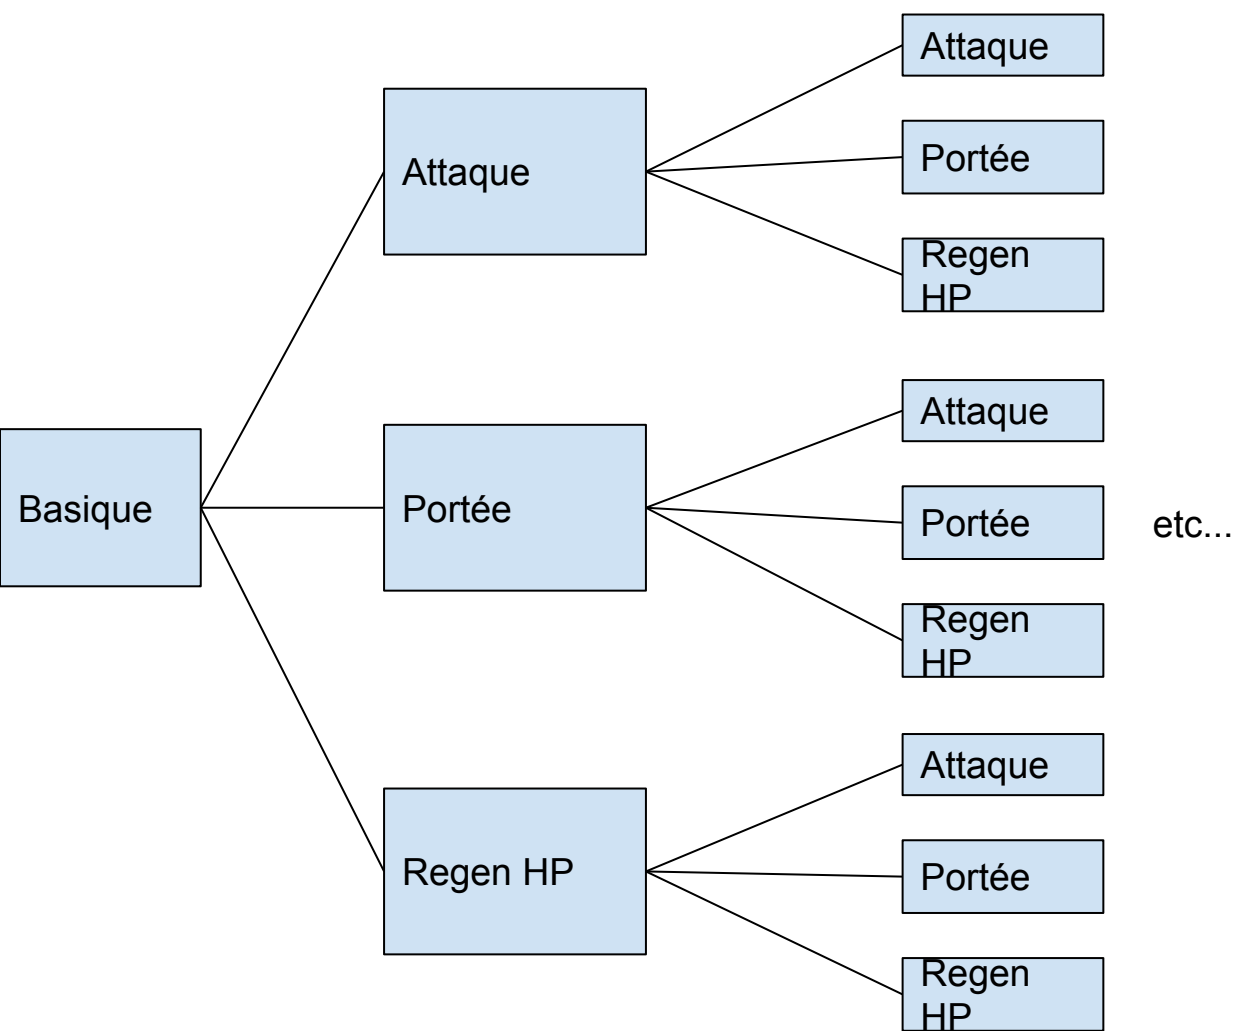 Basique
Attaque
Portée
Regen HP
Attaque
Portée
Regen
HP
Attaque
Portée
Regen
HP
Attaque
Portée
Regen
HP
etc...